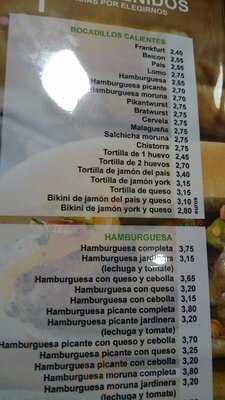 NIDOS
IAS POR ELEGIRNOS
BOCADILLOS CALIENTES
Frankfurt 2,40
Beicon 2,55
País 2,55
Lomo 2,75
Hamburguesa 2,55
Hamburguesa picante 2,70
Hamburguesa moruna 2,70
Pikantwurst 2,75
Bratwurst 2,75
Cervela 2,75
Malagueña 2,75
Salchicha moruna 2,75
Chistorra 2,75
Tortilla de 1 huevo 2,45
Tortilla de 2 huevos 2,70
Tortilla de jamón del país 3,40
Tortilla de jamón york 3,15
Tortilla de queso 3,15
Bikini de jamón del país y queso 3,10
Bikini de jamón york y queso 2,80
euros
HAMBURGUESA
Hamburguesa completa 3,75
Hamburguesa jardinera 3,15
(lechuga y tomate)
Hamburguesa con queso y cebolla 3,65
Hamburguesa con queso 3,20
Hamburguesa con cebolla 3,15
Hamburguesa picante completa 3,80
Hamburguesa picante jardinera 3,20
(lechuga y tomate)
Hamburguesa picante con queso y cebolla 3,70
Hamburguesa picante con queso 3,25
Hamburguesa picante con cebolla 3,20
Hamburguesa moruna completa 3,80
Hamburguesa moruna jardinera 3,20
(lechuga y tomate)